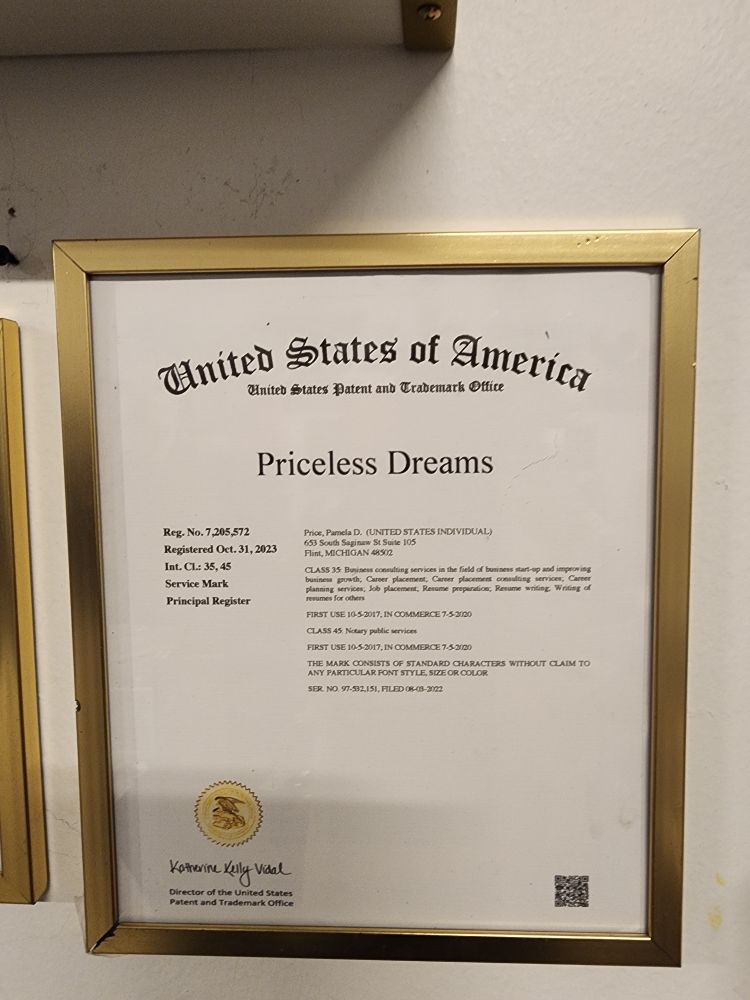 United States of America
United States Patent and Trademark Office
Priceless Dreams
Reg. No. 7,205,572
Registered Oct. 31, 2023
Int. Cl.: 35, 45
Service Mark
Principal Register
Price, Pamela D. (UNITED STATES INDIVIDUAL)
653 South Saginaw St Suite 105
Flint, MICHIGAN 48502
CLASS 35: Business consulting services in the field of business start-up and improving
business growth; Career placement; Career placement consulting services; Career
planning services; Job placement; Resume preparation; Resume writing; Writing of
resumes for others
FIRST USE 10-5-2017; IN COMMERCE 7-5-2020
CLASS 45: Notary public services
FIRST USE 10-5-2017; IN COMMERCE 7-5-2020
THE MARK CONSISTS OF STANDARD CHARACTERS WITHOUT CLAIM TO
ANY PARTICULAR FONT STYLE, SIZE OR COLOR
SER. NO. 97-532,151, FILED 08-03-2022
Katherine Kelly Vidal
Director of the United States
Patent and Trademark Office